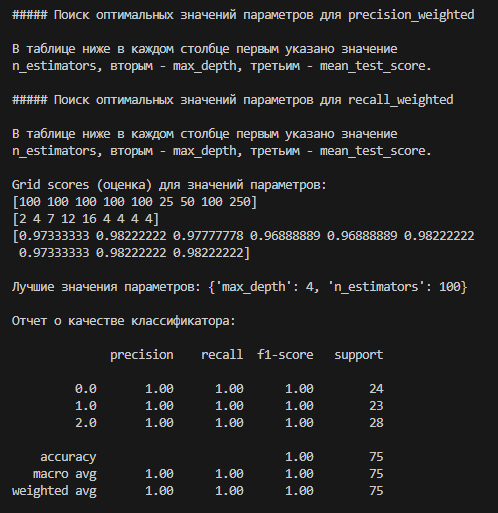 ##### Поиск оптимальных значений параметров для precision_weighted
В таблице ниже в каждом столбце первым указано значение
n_estimators, вторым - max_depth, третьим - mean_test_score.
##### Поиск оптимальных значений параметров для recall_weighted
В таблице ниже в каждом столбце первым указано значение
n_estimators, вторым - max_depth, третьим - mean_test_score.
Grid scores (оценка) для значений параметров:
[100 100 100 100 100 25 50 100 250]
[2 4 7 12 16 4 4 4 4]
[0.97333333 0.98222222 0.97777778 0.96888889 0.96888889 0.98222222
0.97333333 0.98222222 0.98222222]
Лучшие значения параметров: {'max_depth': 4, 'n_estimators': 100}
Отчет о качестве классификатора:
precision recall f1-score support
0.0 1.00 1.00 1.00 24
1.0 1.00 1.00 1.00 23
2.0 1.00 1.00 1.00 28
accuracy 1.00 75
macro avg 1.00 1.00 1.00 75
weighted avg 1.00 1.00 1.00 75